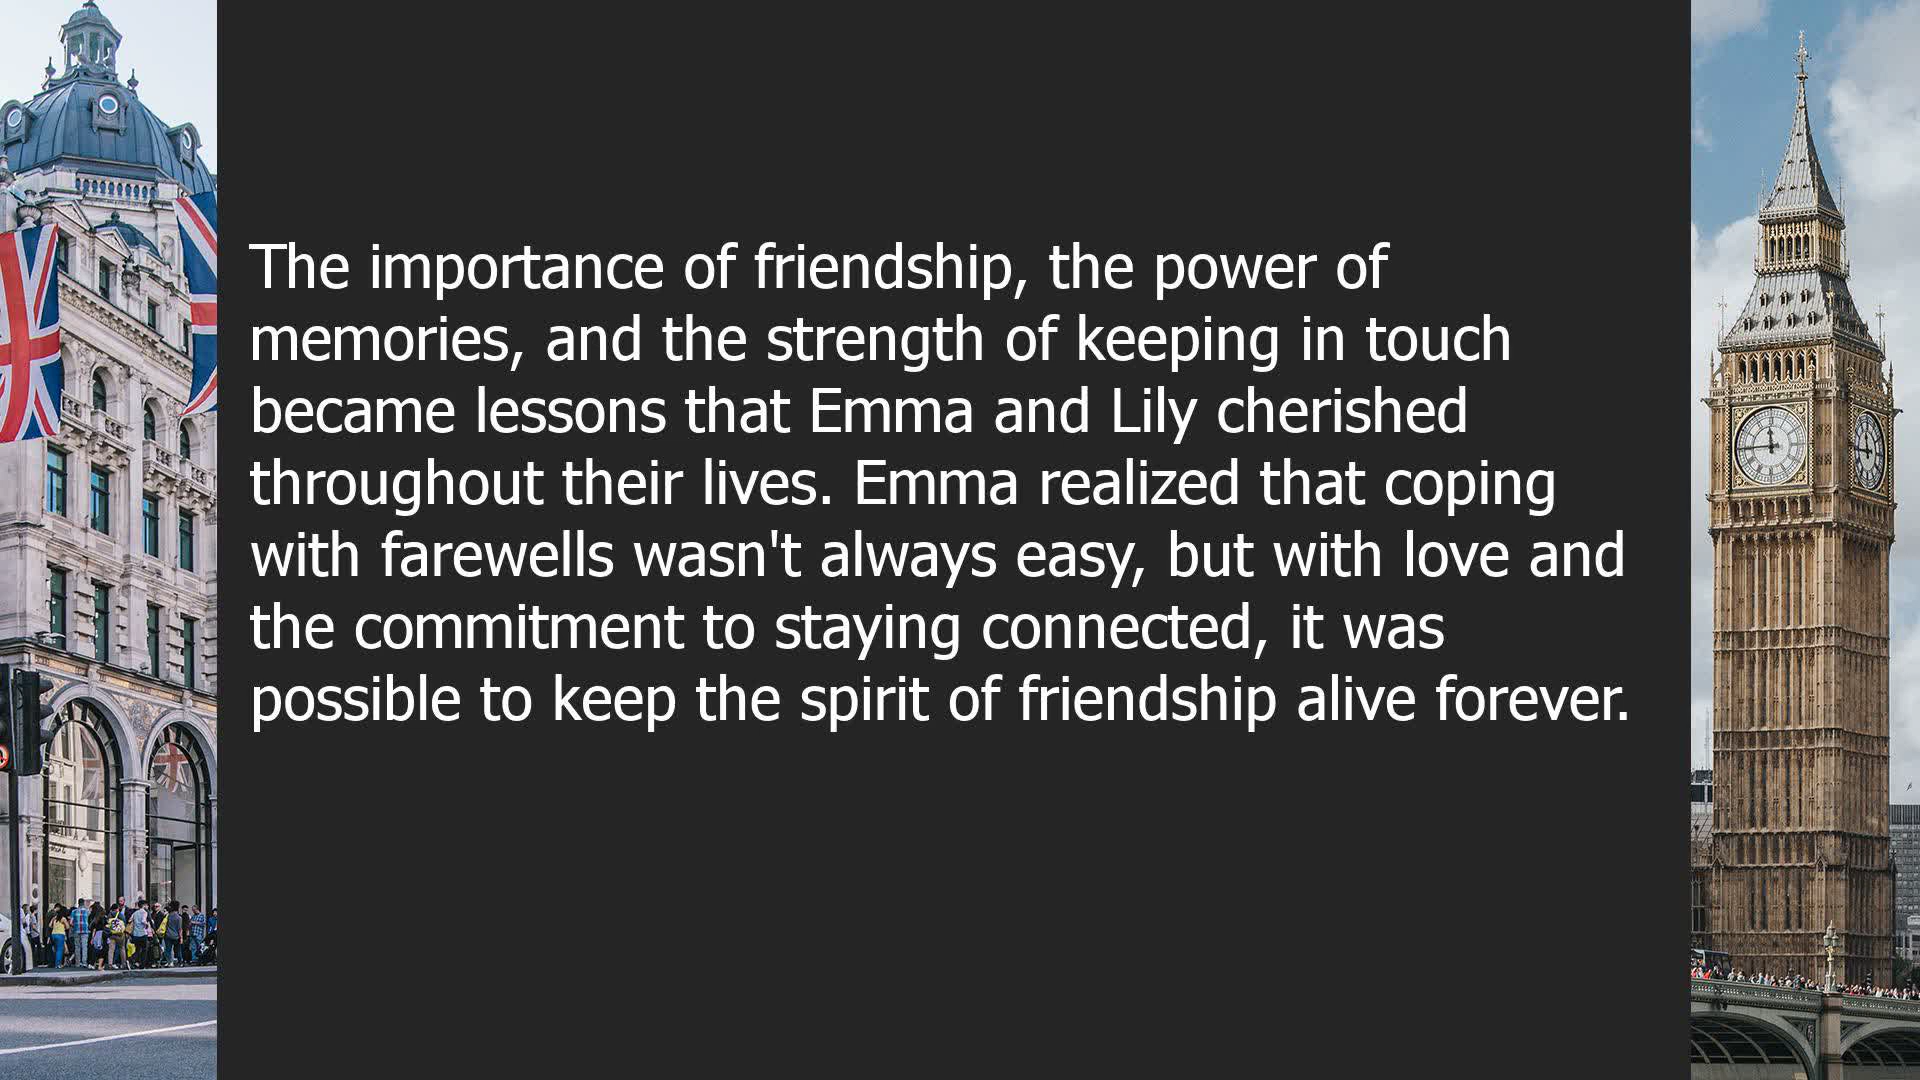 The importance of friendship, the power of
memories, and the strength of keeping in touch
became lessons that Emma and Lily cherished
throughout their lives. Emma realized that coping
with farewells wasn't always easy, but with love and
the commitment to staying connected, it was
possible to keep the spirit of friendship alive forever.